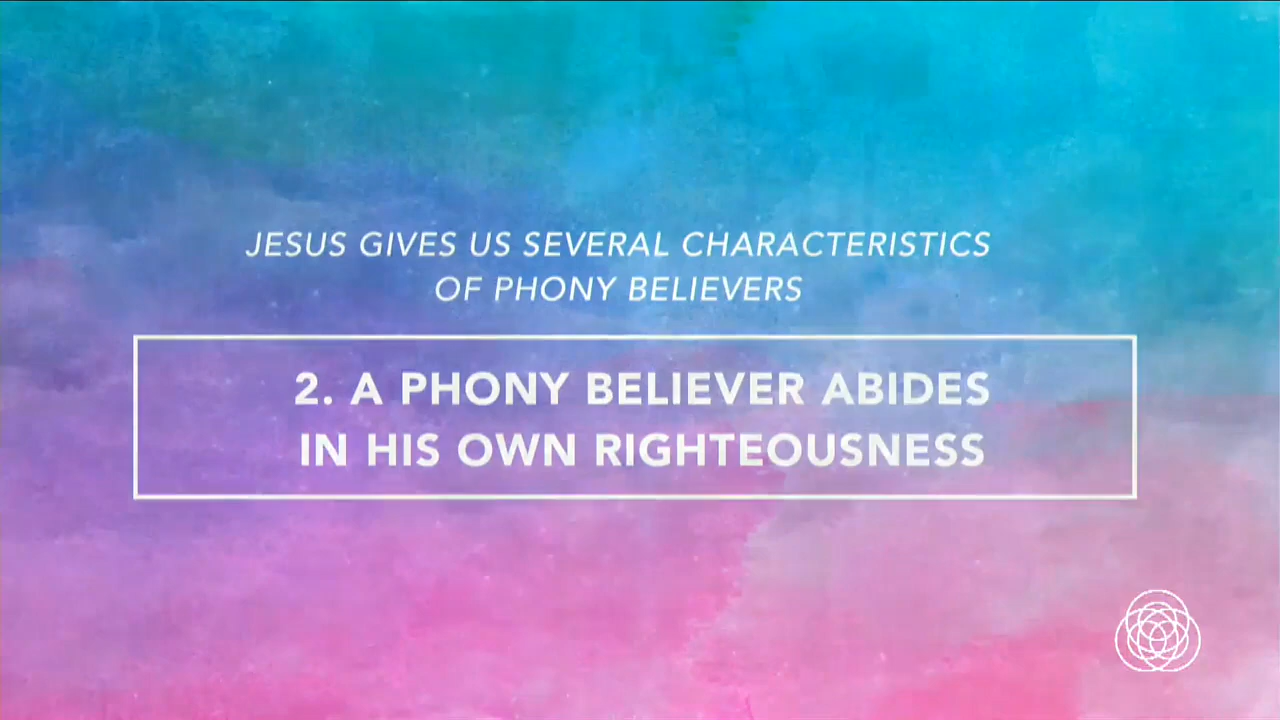 JESUS GIVES US SEVERAL CHARACTERISTICS
OF PHONY BELIEVERS
2. A PHONY BELIEVER ABIDES
IN HIS OWN RIGHTEOUSNESS